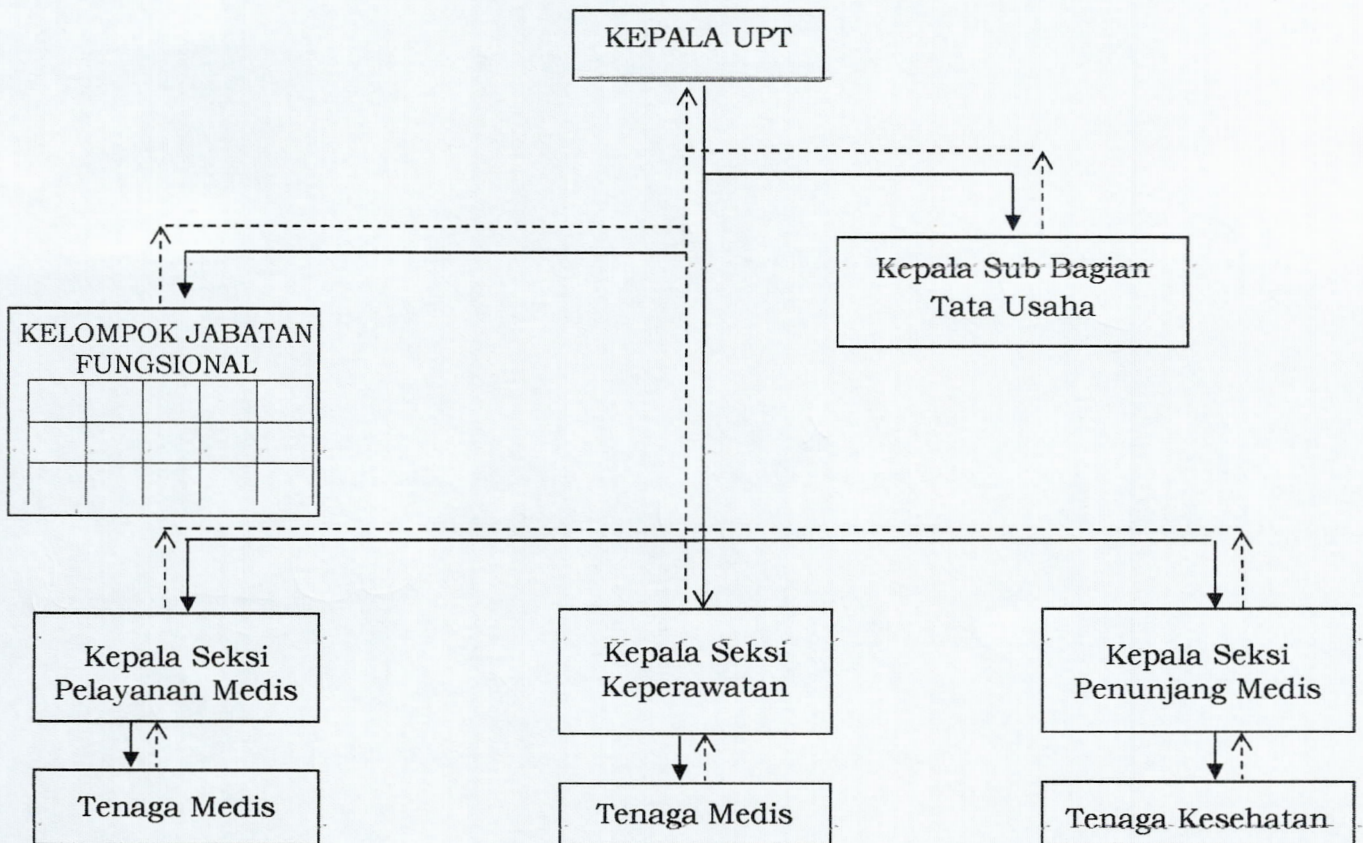 KEPALA UPT
Kepala Sub Bagian
Tata Usaha
KELOMPOK JABATAN
FUNGSIONAL
Kepala Seksi
Pelayanan Medis
Kepala Seksi
Keperawatan
Kepala Seksi
Penunjang Medis
Tenaga Medis
Tenaga Medis
Tenaga Kesehatan